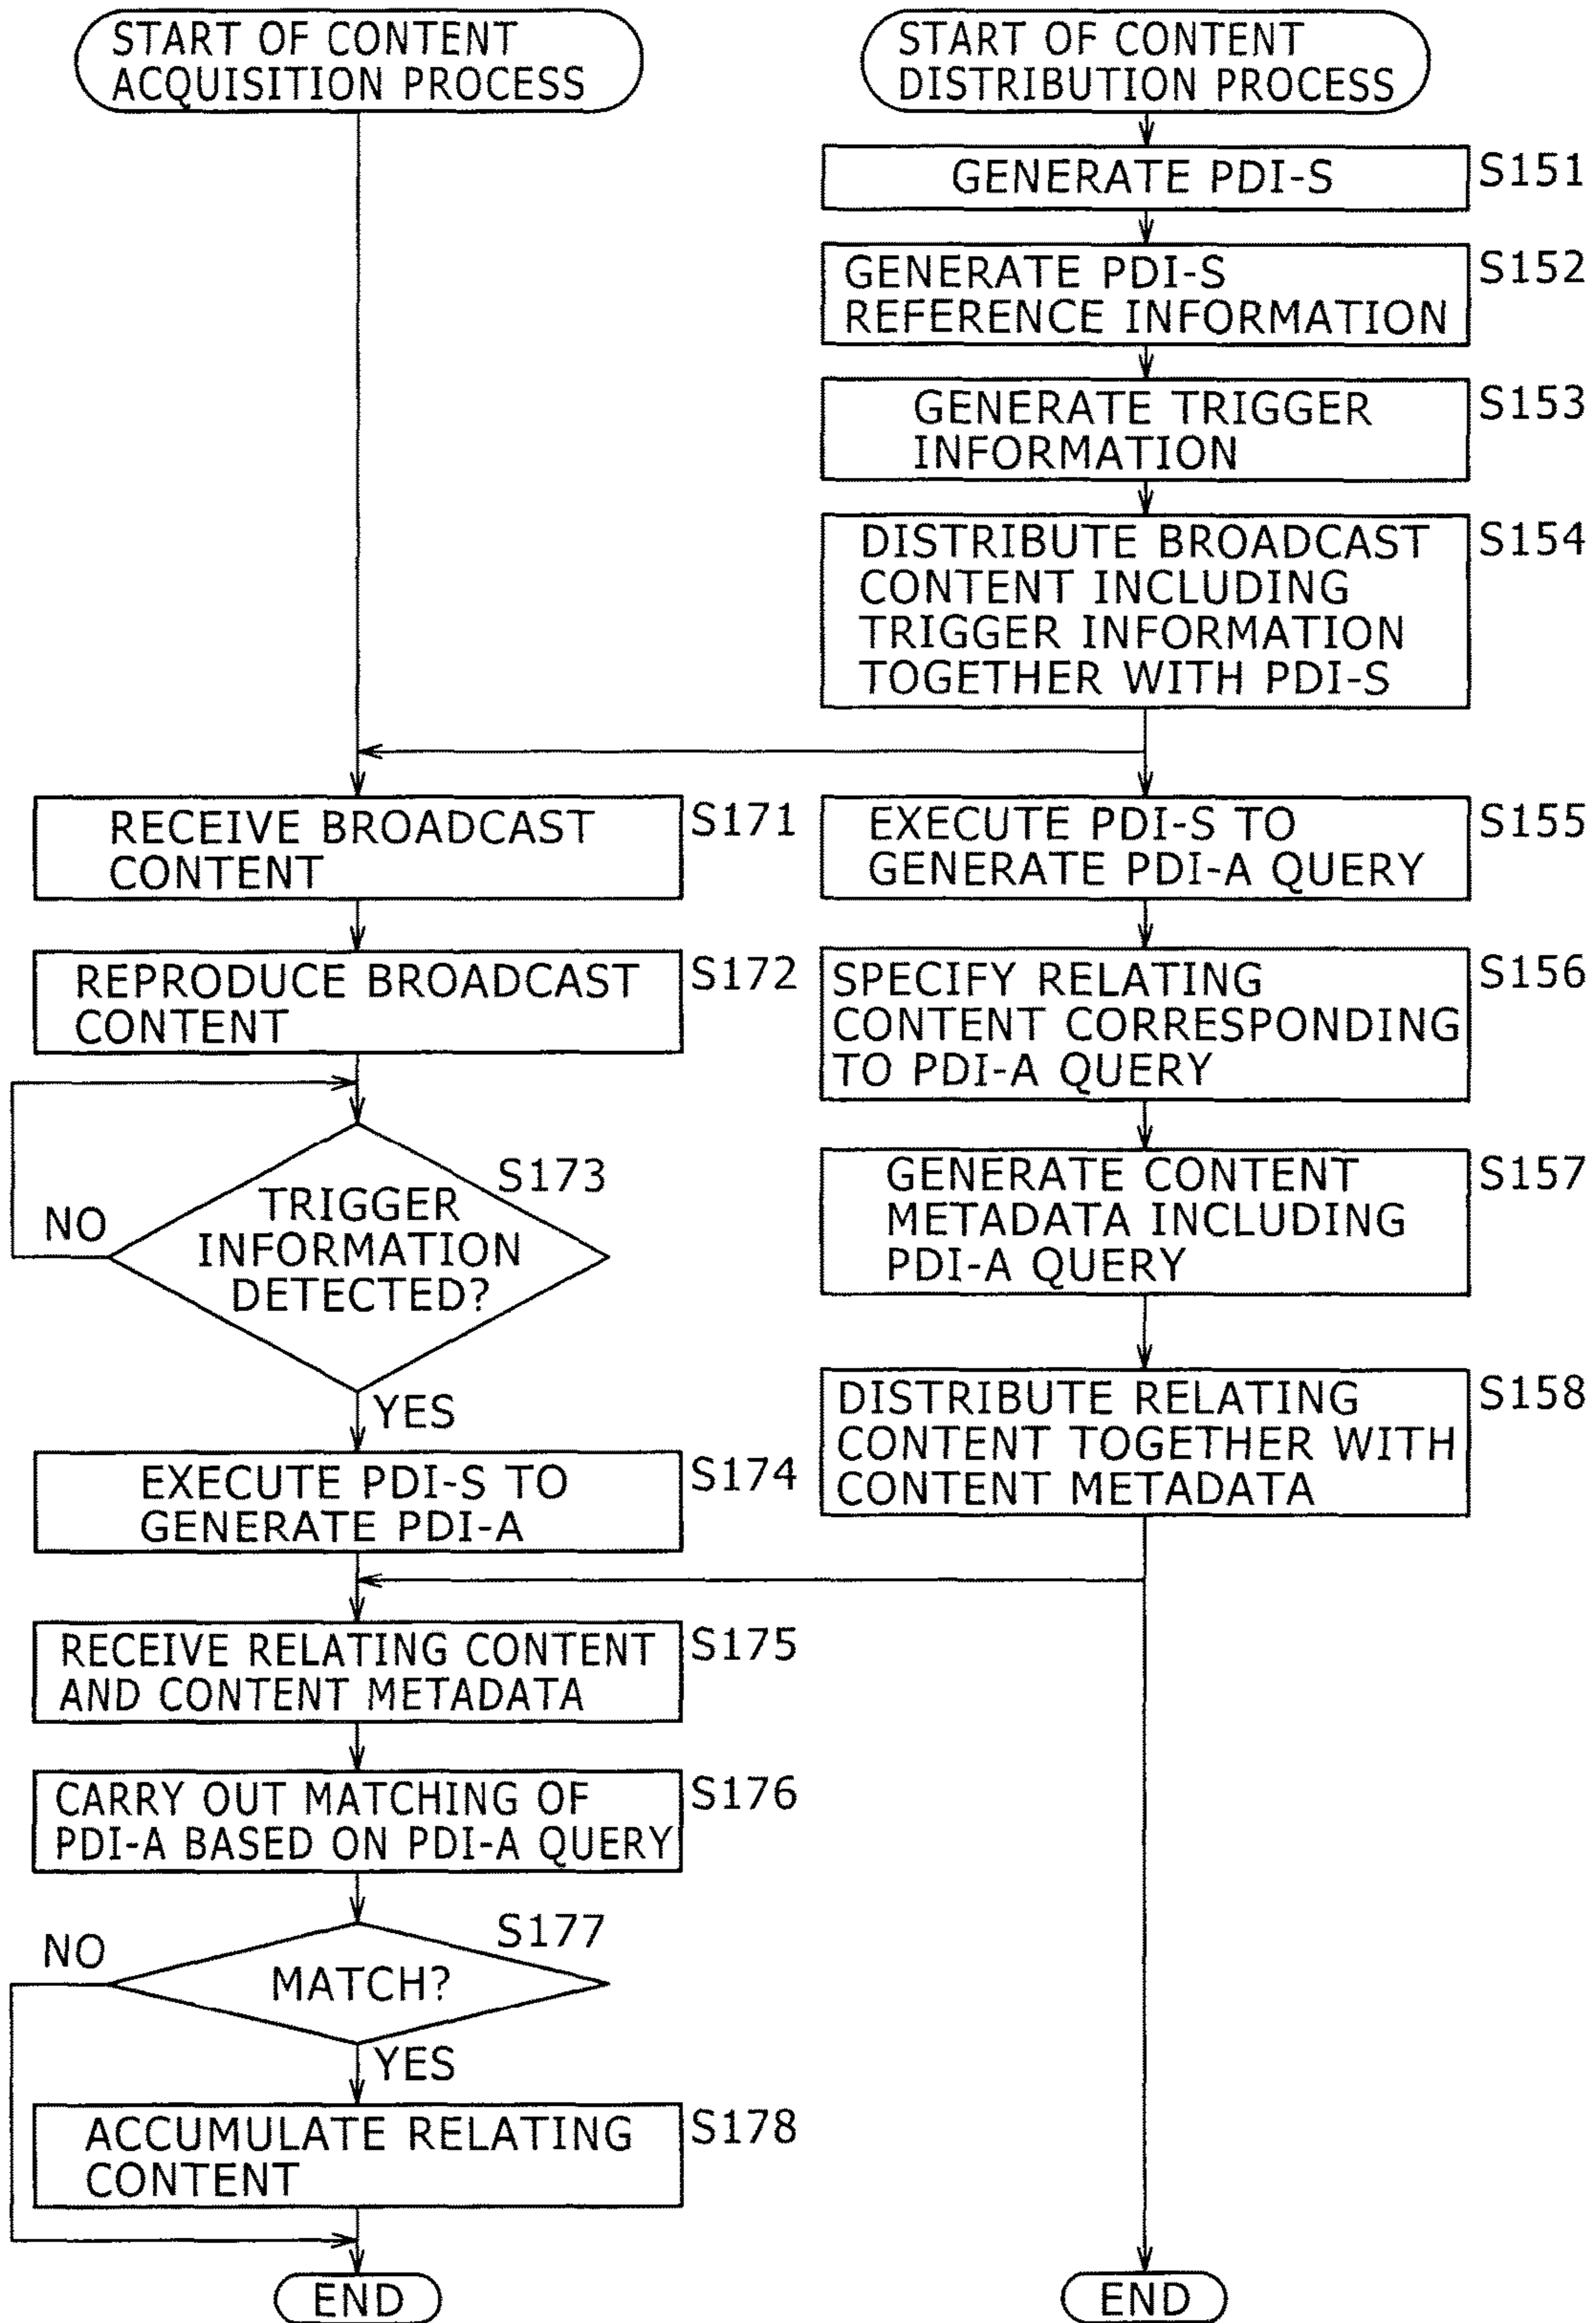 START OF CONTENT
ACQUISITION PROCESS
START OF CONTENT
DISTRIBUTION PROCESS
GENERATE PDI-S
S151
GENERATE PDI-S
REFERENCE INFORMATION
S152
GENERATE TRIGGER
INFORMATION
S153
DISTRIBUTE BROADCAST
CONTENT INCLUDING
TRIGGER INFORMATION
TOGETHER WITH PDI-S
S154
RECEIVE BROADCAST
CONTENT
S171
EXECUTE PDI-S TO
GENERATE PDI-A QUERY
S155
REPRODUCE BROADCAST
CONTENT
S172
SPECIFY RELATING
CONTENT CORRESPONDING
TO PDI-A QUERY
S156
S173
NO
TRIGGER
INFORMATION
DETECTED?
YES
GENERATE CONTENT
METADATA INCLUDING
PDI-A QUERY
S157
EXECUTE PDI-S TO
GENERATE PDI-A
S174
DISTRIBUTE RELATING
CONTENT TOGETHER WITH
CONTENT METADATA
S158
RECEIVE RELATING CONTENT
AND CONTENT METADATA
S175
CARRY OUT MATCHING OF
PDI-A BASED ON PDI-A QUERY
S176
S177
NO
MATCH?
YES
ACCUMULATE RELATING
CONTENT
S178
END
END